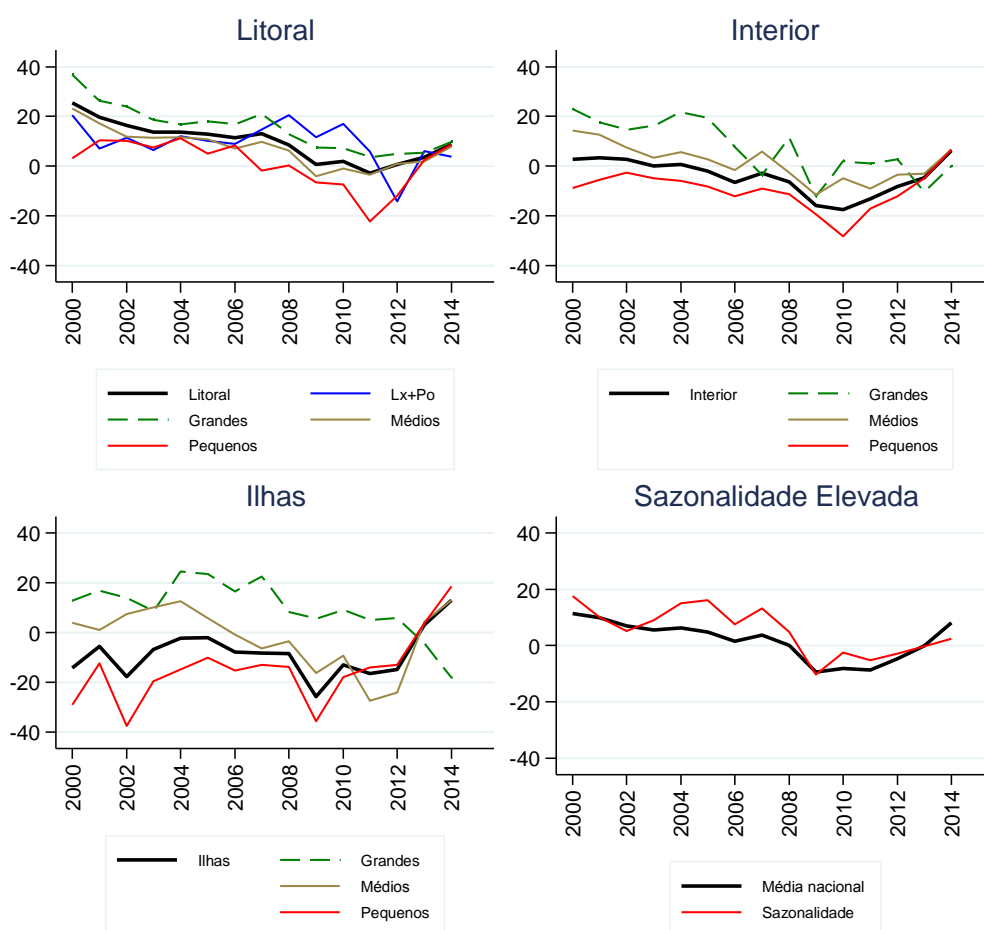 Litoral
40
20
0
-20
-40
2000
2002
2004
2006
2008
2010
2012
2014
Litoral
Lx+Po
Grandes
Médios
Pequenos
Interior
40
20
0
-20
-40
2000
2002
2004
2006
2008
2010
2012
2014
Interior
Grandes
Médios
Pequenos
Ilhas
40
20
0
-20
-40
2000
2002
2004
2006
2008
2010
2012
2014
Ilhas
Grandes
Médios
Pequenos
Sazonalidade Elevada
40
20
0
-20
-40
2000
2002
2004
2006
2008
2010
2012
2014
Média nacional
Sazonalidade